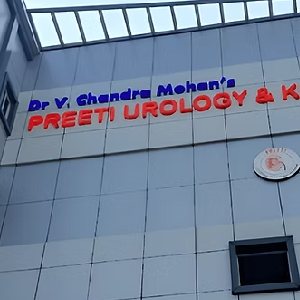 Dr V. Chandra Mohan's
PREETI UROLOGY & K